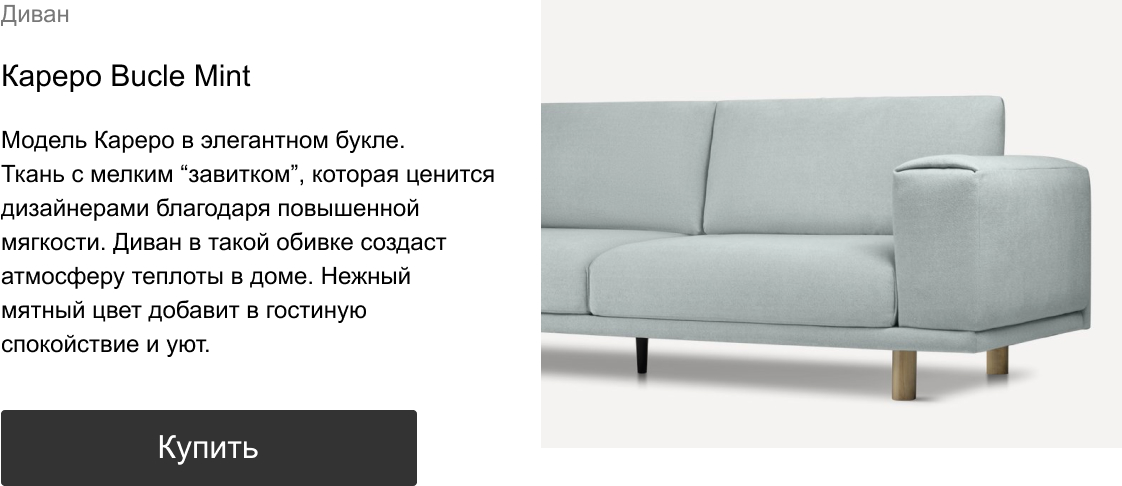 Диван
Кареро Bucle Mint
Модель Кареро в элегантном букле.
Ткань с мелким “завитком”, которая ценится
дизайнерами благодаря повышенной
мягкости. Диван в такой обивке создаст
атмосферу теплоты в доме. Нежный
мятный цвет добавит в гостиную
спокойствие и уют.
Купить